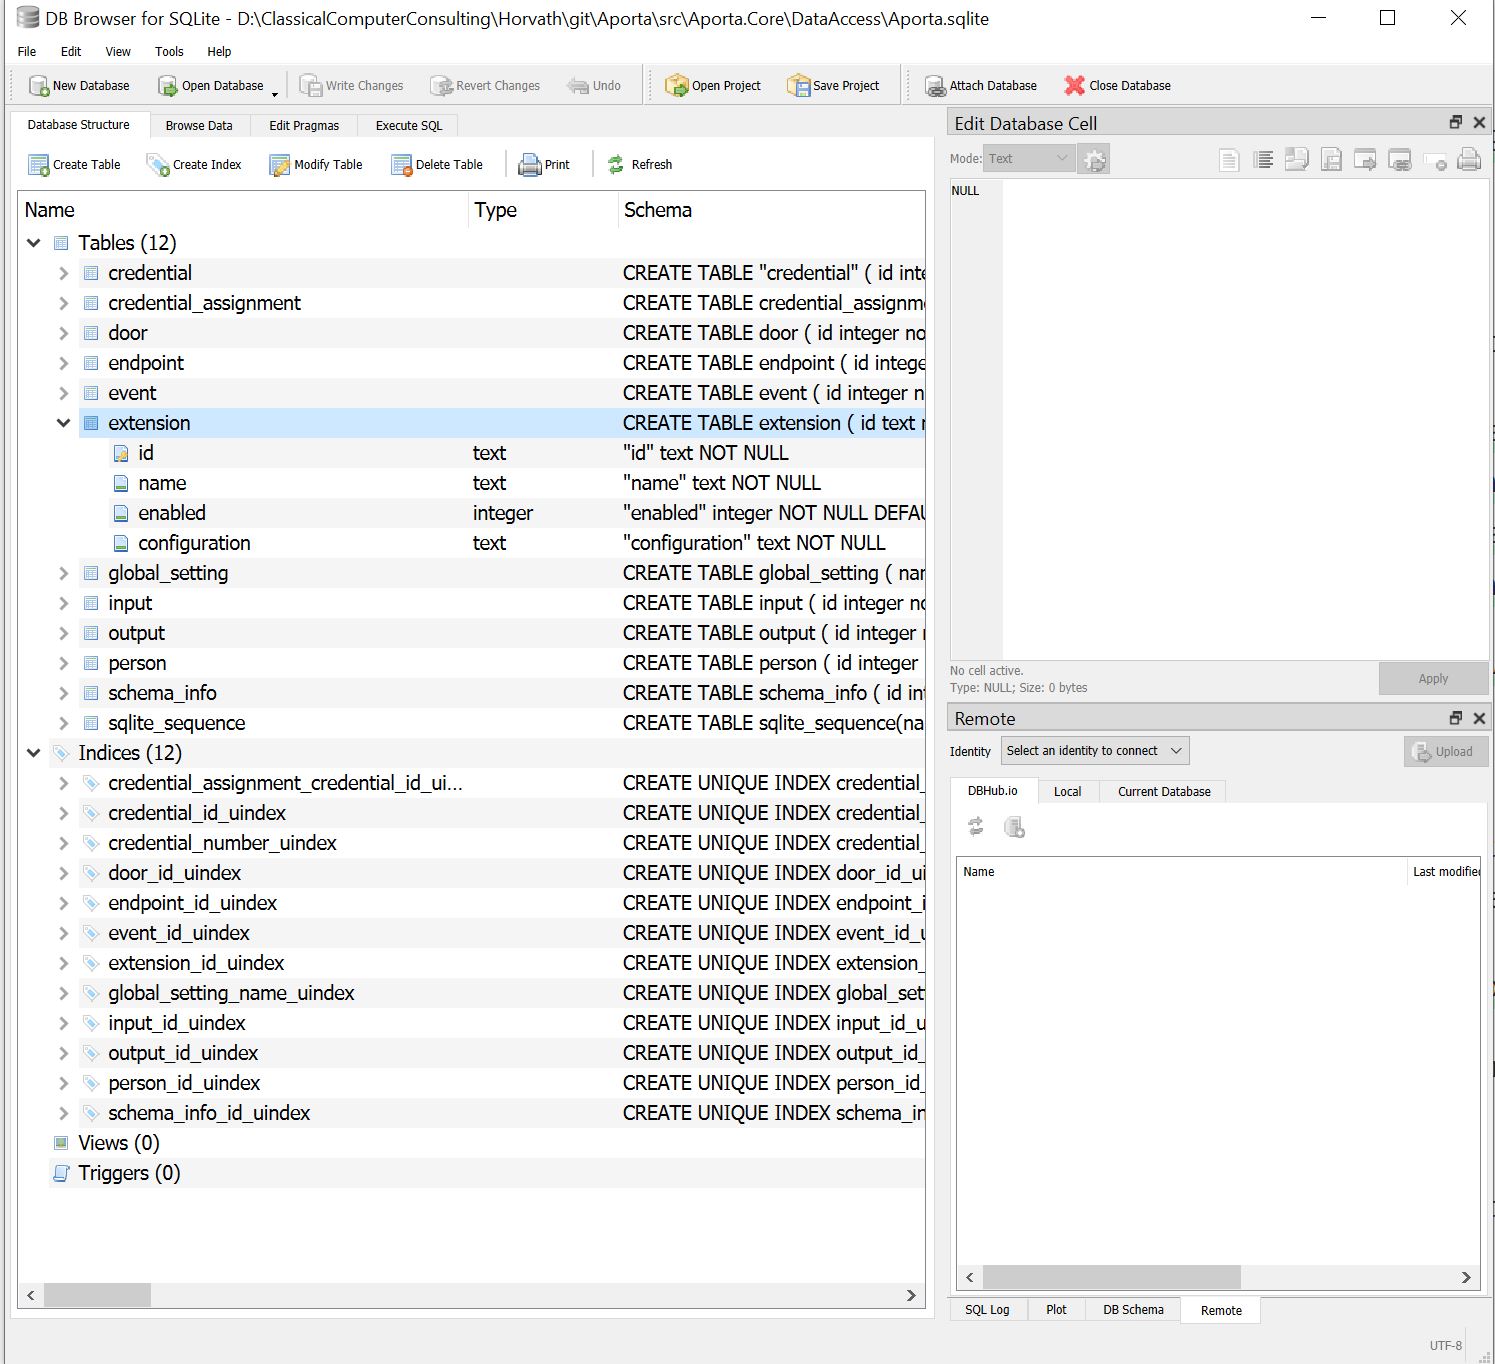 DB Browser for SQLite - D:\ClassicalComputerConsulting\Horvath\git\Aporta\src\Aporta.Core\DataAccess\Aporta.sqlite
File Edit View Tools Help
New Database Open Database Write Changes Revert Changes Undo Open Project Save Project Attach Database Close Database
Database Structure Browse Data Edit Pragmas Execute SQL
Create Table Create Index Modify Table Delete Table Print Refresh
Name Type Schema
Tables (12)
credential CREATE TABLE "credential" ( id inte
credential_assignment CREATE TABLE credential_assignme
door CREATE TABLE door ( id integer no
endpoint CREATE TABLE endpoint ( id intege
event CREATE TABLE event ( id integer n
extension CREATE TABLE extension ( id text n
id text "id" text NOT NULL
name text "name" text NOT NULL
enabled integer "enabled" integer NOT NULL DEFAU
configuration text "configuration" text NOT NULL
global_setting CREATE TABLE global_setting ( nam
input CREATE TABLE input ( id integer no
output CREATE TABLE output ( id integer n
person CREATE TABLE person ( id integer
schema_info CREATE TABLE schema_info ( id int
sqlite_sequence CREATE TABLE sqlite_sequence(na
Indices (12)
credential_assignment_credential_id_ui... CREATE UNIQUE INDEX credential_
credential_id_uindex CREATE UNIQUE INDEX credential_
credential_number_uindex CREATE UNIQUE INDEX credential_
door_id_uindex CREATE UNIQUE INDEX door_id_ui
endpoint_id_uindex CREATE UNIQUE INDEX endpoint_i
event_id_uindex CREATE UNIQUE INDEX event_id_u
extension_id_uindex CREATE UNIQUE INDEX extension_
global_setting_name_uindex CREATE UNIQUE INDEX global_set
input_id_uindex CREATE UNIQUE INDEX input_id_u
output_id_uindex CREATE UNIQUE INDEX output_id_
person_id_uindex CREATE UNIQUE INDEX person_id_
schema_info_id_uindex CREATE UNIQUE INDEX schema_in
Views (0)
Triggers (0)
Edit Database Cell
Mode: Text
NULL
No cell active.
Type: NULL; Size: 0 bytes
Apply
Remote
Identity Select an identity to connect Upload
DBHub.io Local Current Database
Name Last modified
SQL Log Plot DB Schema Remote
UTF-8